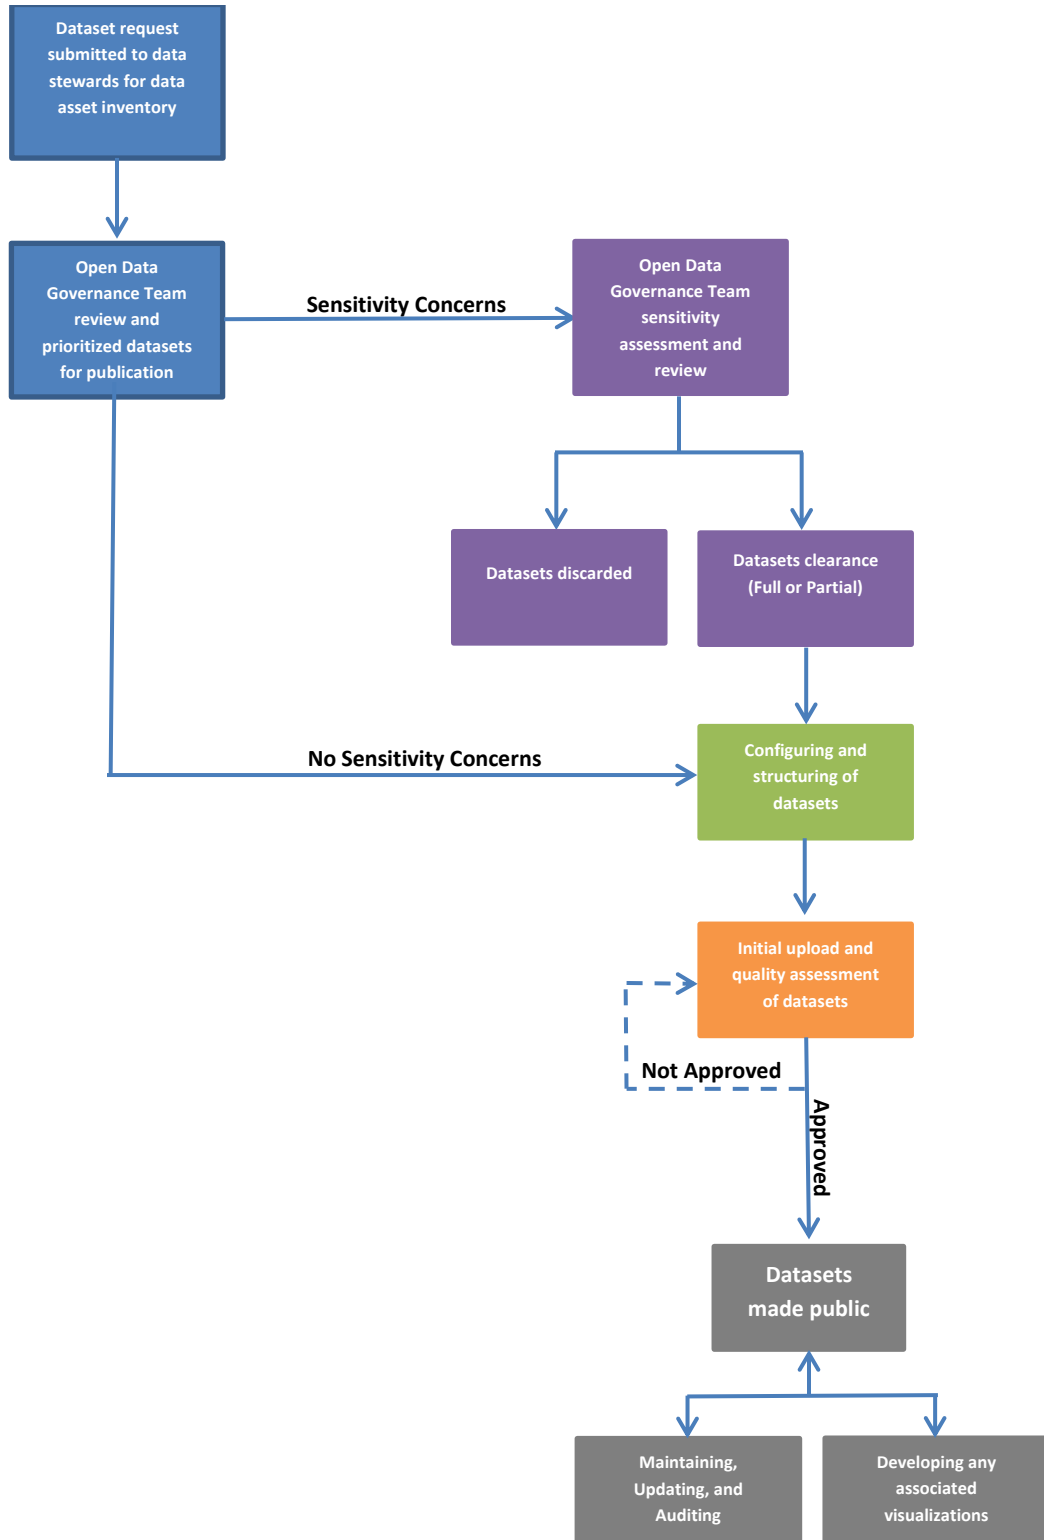 Dataset request
submitted to data
stewards for data
asset inventory
Open Data
Governance Team
review and
prioritized datasets
for publication
Sensitivity Concerns
Open Data
Governance Team
sensitivity
assessment and
review
Datasets discarded
Datasets clearance
(Full or Partial)
No Sensitivity Concerns
Configuring and
structuring of
datasets
Initial upload and
quality assessment
of datasets
Not Approved
Approved
Datasets
made public
Maintaining,
Updating, and
Auditing
Developing any
associated
visualizations